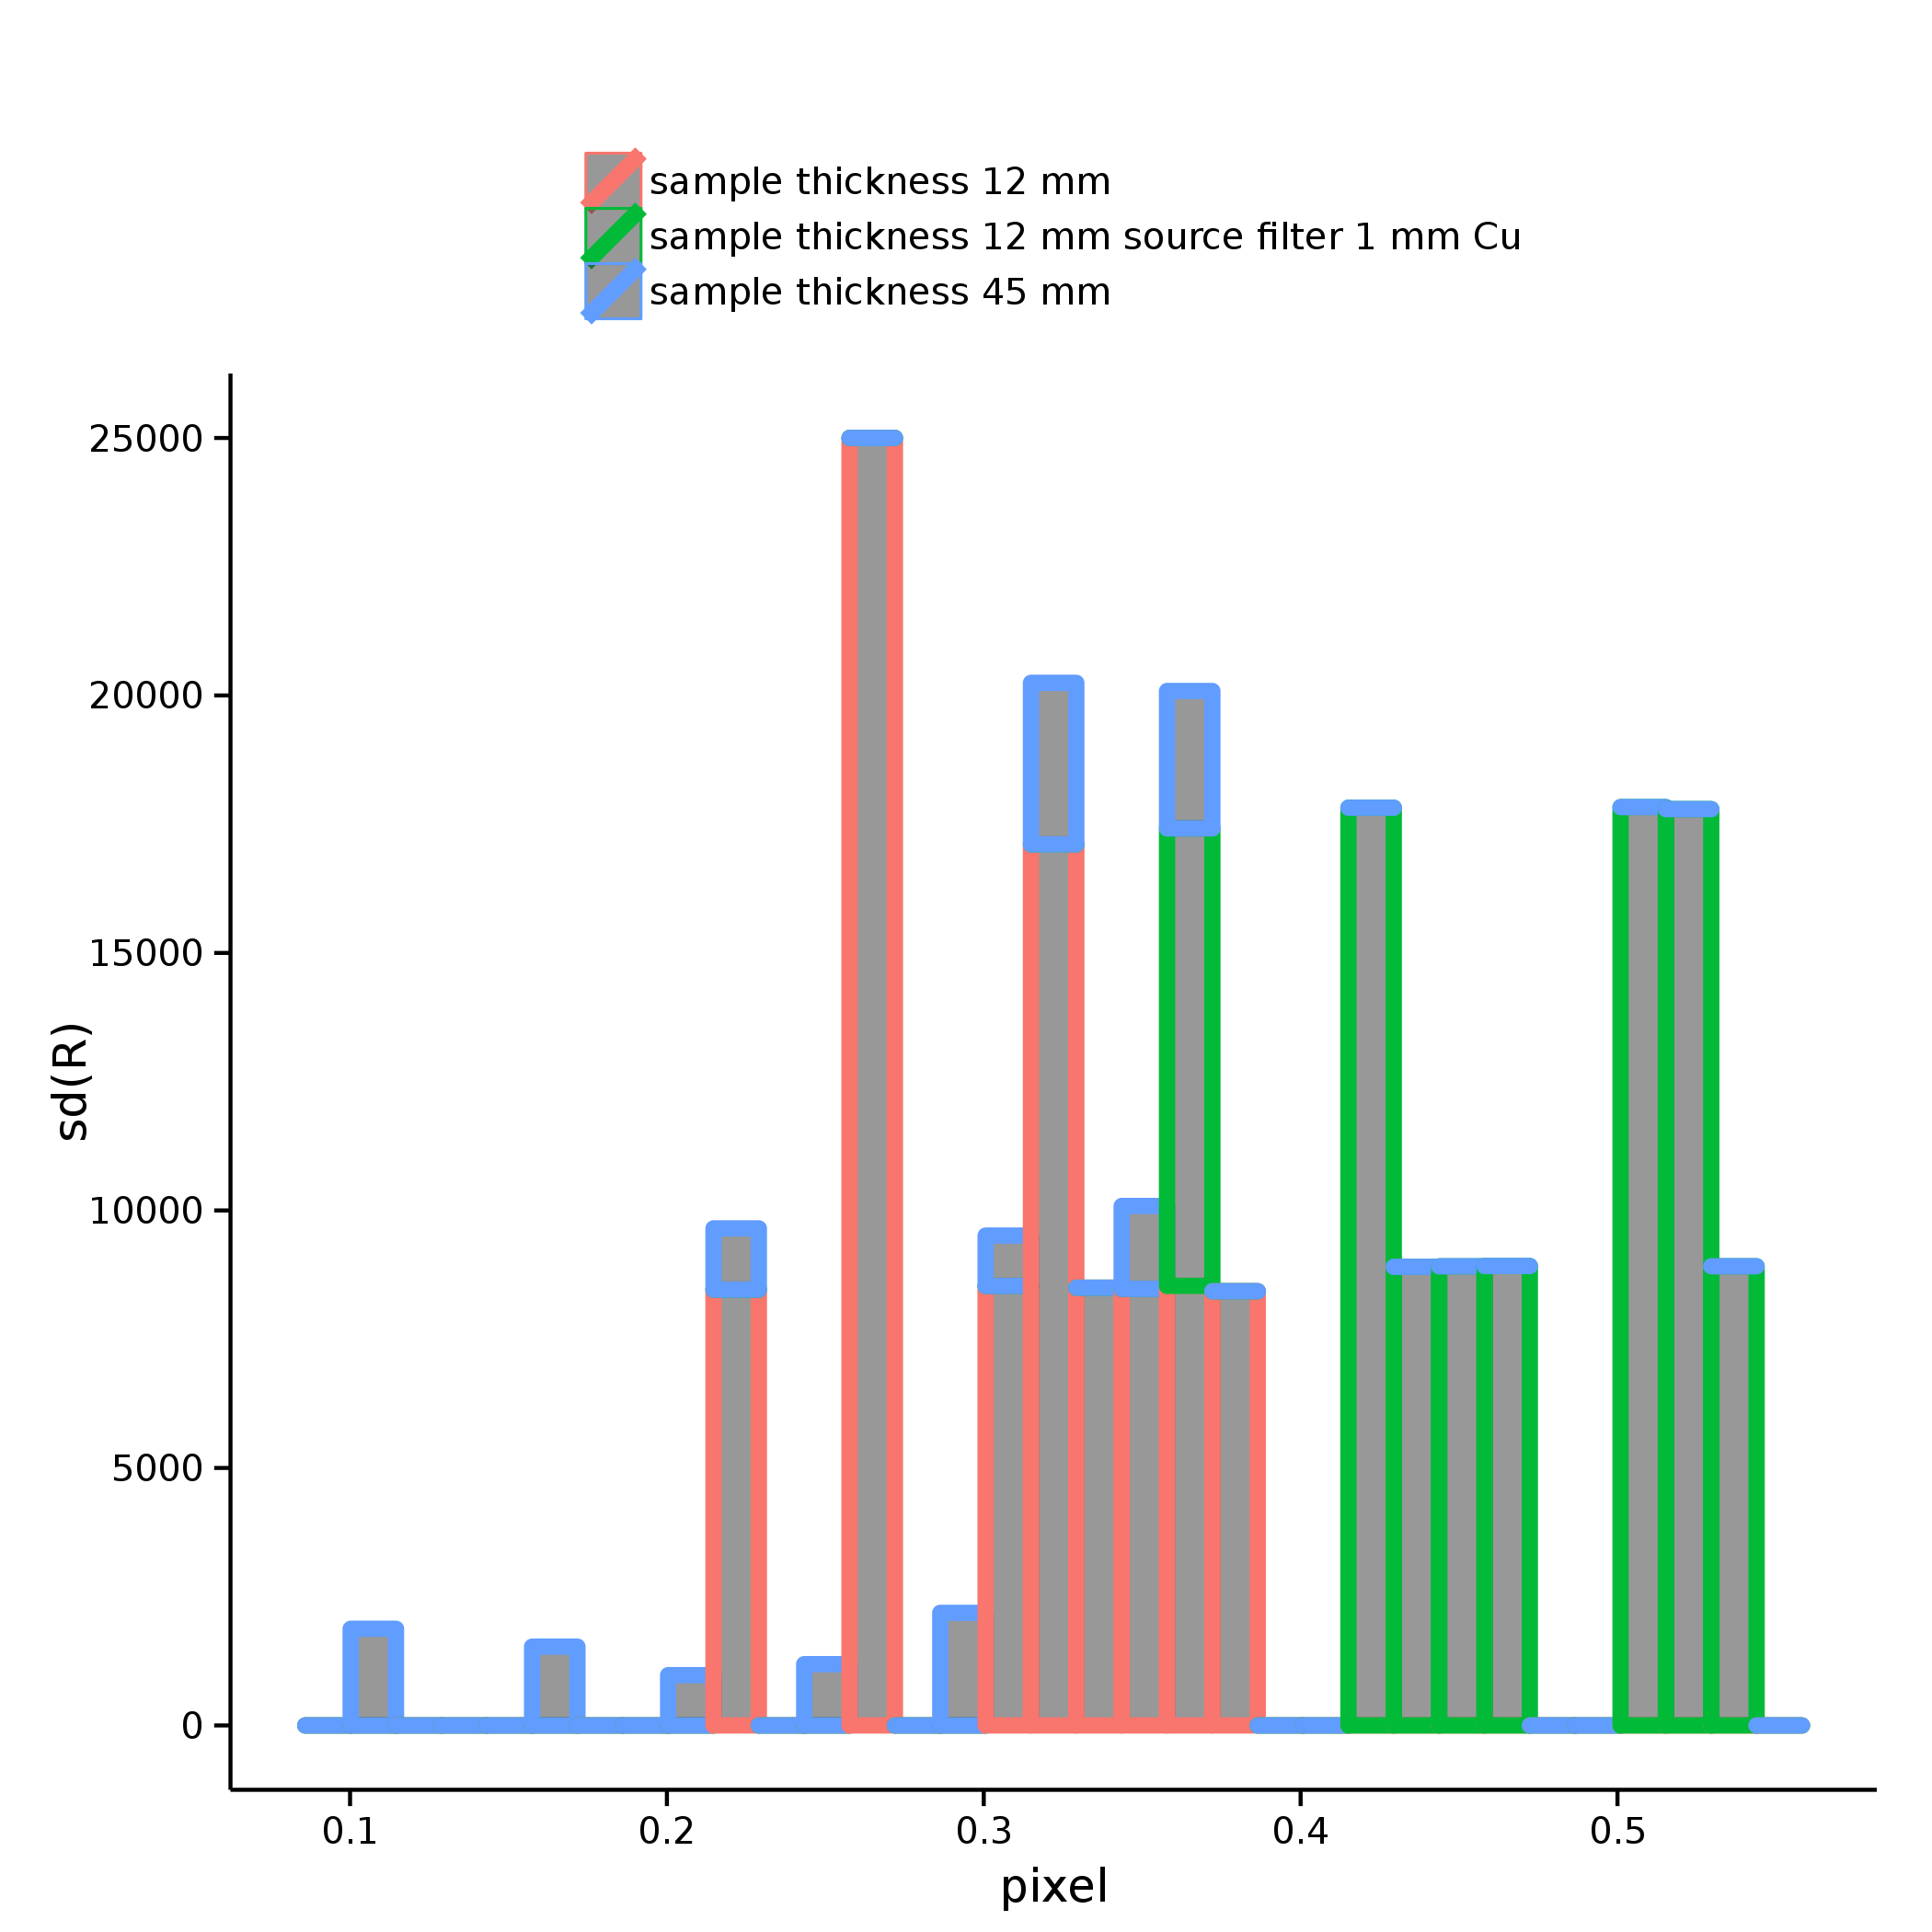 sample thickness 12 mm
sample thickness 12 mm source filter 1 mm Cu
sample thickness 45 mm
25000
20000
15000
10000
5000
0
sd(R)
0.1 0.2 0.3 0.4 0.5
pixel